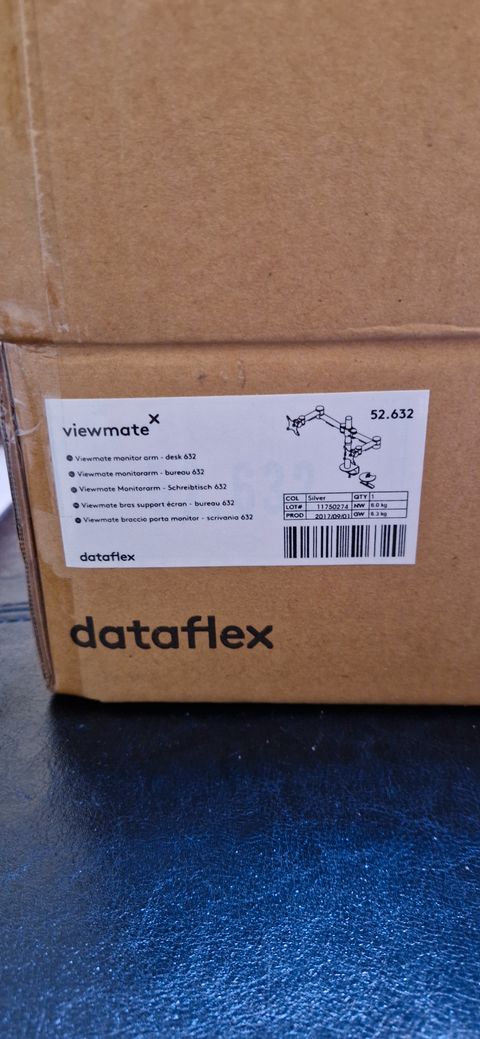 viewmate X
52.632
Viewmate monitor arm - desk 632
Viewmate monitorarm - bureau 632
Viewmate Monitorarm - Schreibtisch 632
Viewmate bras support écran - bureau 632
Viewmate braccio porta monitor - scrivania 632
COL Silver QTY 1
LOT# 11750274 NW 6.0 kg
PROD 2017/09/01 GW 6.3 kg
dataflex
dataflex